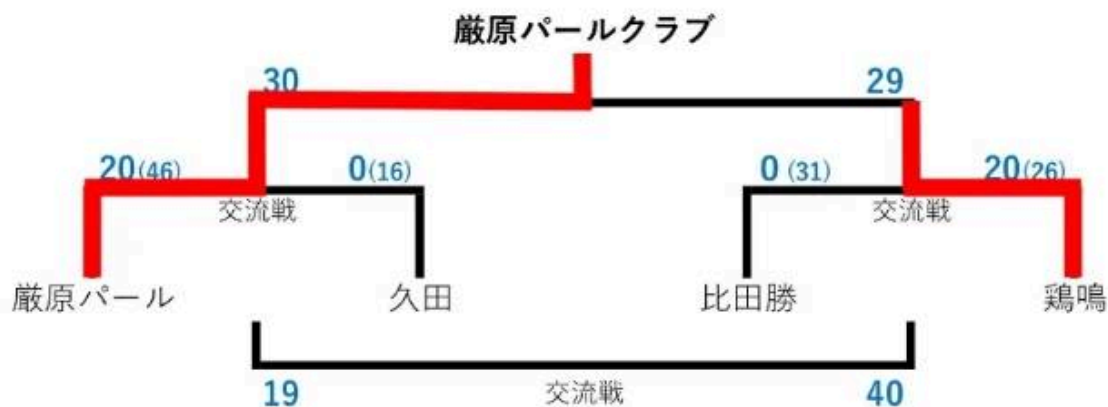 厳原パールクラブ
30 29
20(46) 0(16) 0 (31) 20(26)
交流戦 交流戦
厳原パール 久田 比田勝 鶏鳴
19 交流戦 40